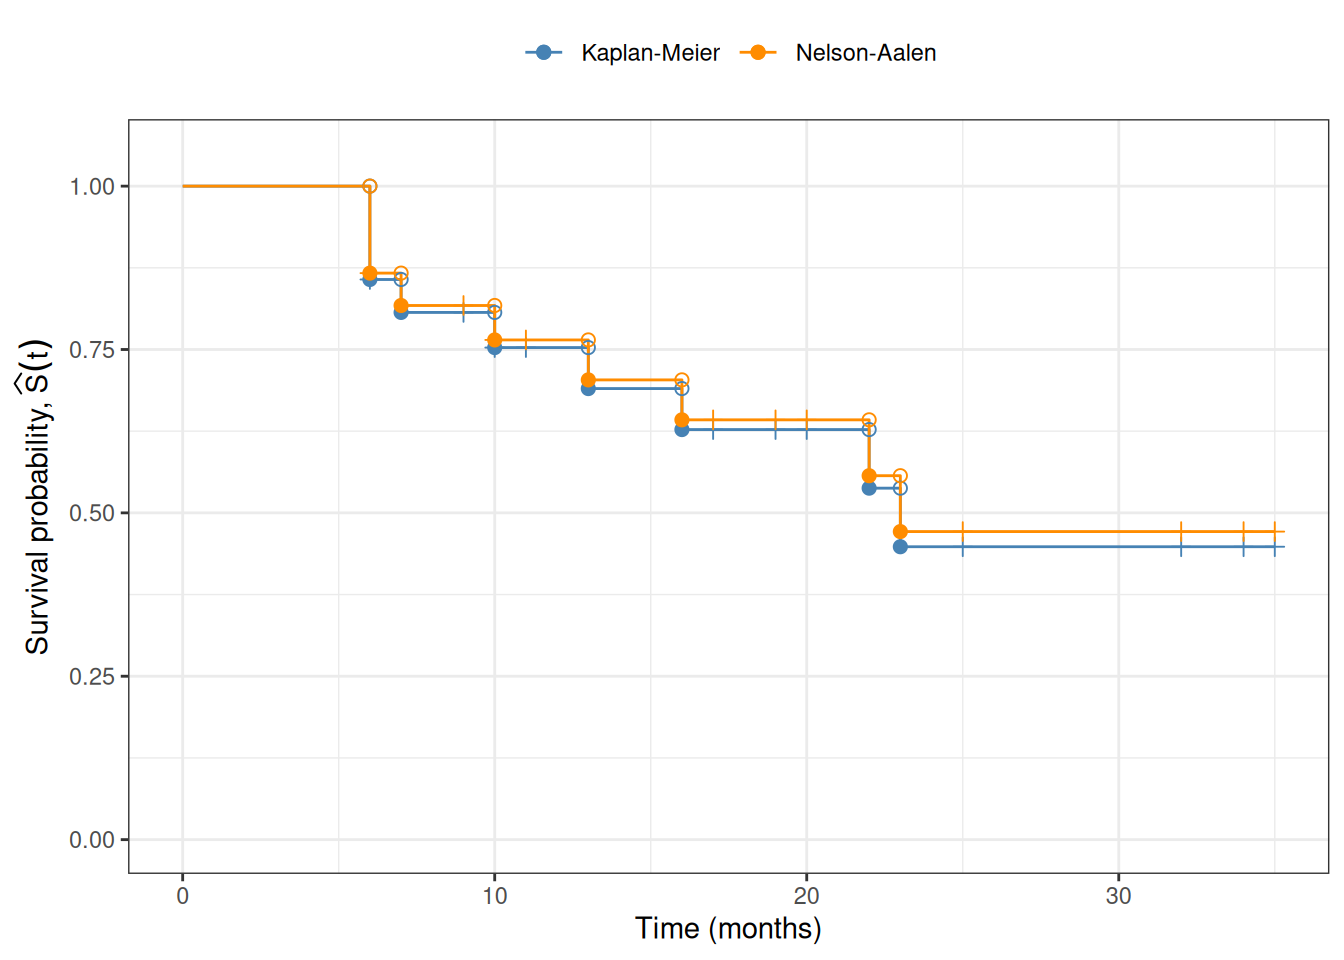 Kaplan-Meier Nelson-Aalen
1.00
0.75
0.50
0.25
0.00
Survival probability, Ŝ(t)
0 10 20 30
Time (months)